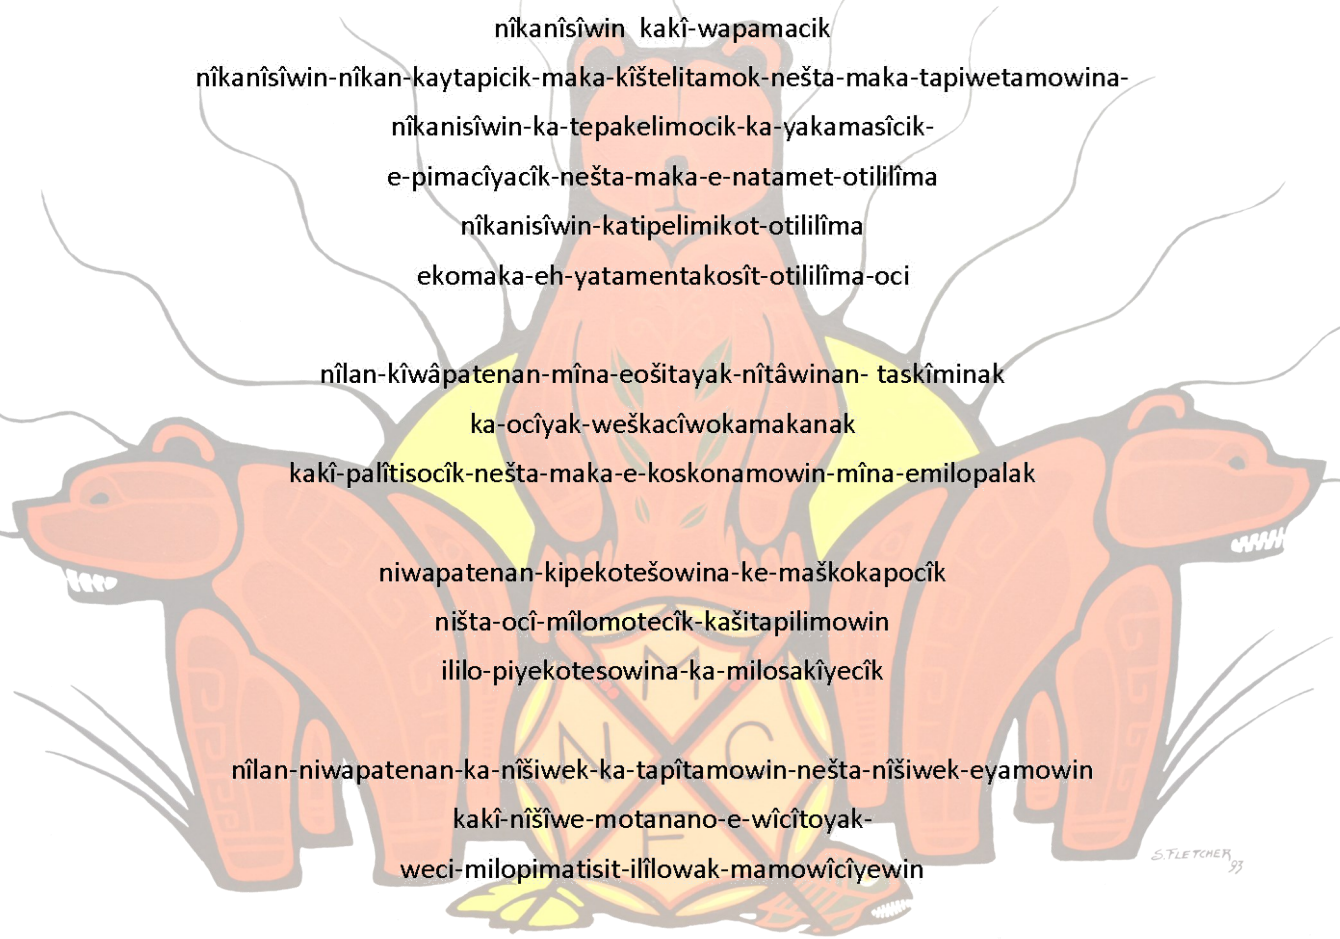 nîkanîsîwin kakî-wapamacik
nîkanîsîwin-nîkan-kaytapicik-maka-kîštelitamok-nešta-maka-tapiwetamowina-
nîkanisîwin-ka-tepakelimocik-ka-yakamasîcik-
e-pimacîyacîk-nešta-maka-e-natamet-otililîma
nîkanisîwin-katipelimikot-otililîma
ekomaka-eh-yatamentakosît-otililîma-oci
nîlan-kîwâpatenan-mîna-eošitayak-nîtâwinan- taskîminak
ka-ocîyak-weškacîwokamakanak
kakî-palîtisocîk-nešta-maka-e-koskonamowin-mîna-emilopalak
niwapatenan-kipekotešowina-ke-maškokapocîk
ništa-ocî-mîlomotecîk-kašitapilimowin
ililo-piyekotesowina-ka-milosakîyecîk
nîlan-niwapatenan-ka-nîšiwek-ka-tapîtamowin-nešta-nîšiwek-eyamowin
kakî-nîšîwe-motanano-e-wîcîtoyak-
weci-milopimatisit-ilîlowak-mamowîcîyewin
M
N C
F
S. FLETCHER 93